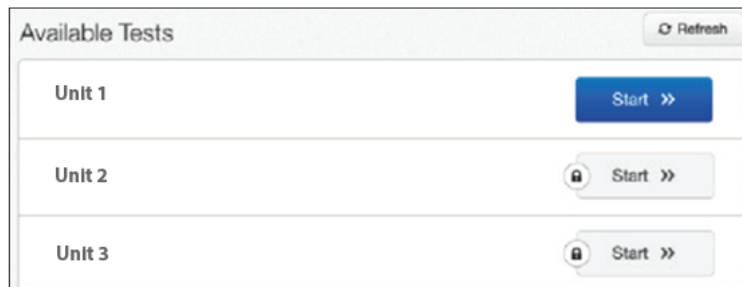 Available Tests
Refresh
Unit 1
Start »
Unit 2
Start »
Unit 3
Start »